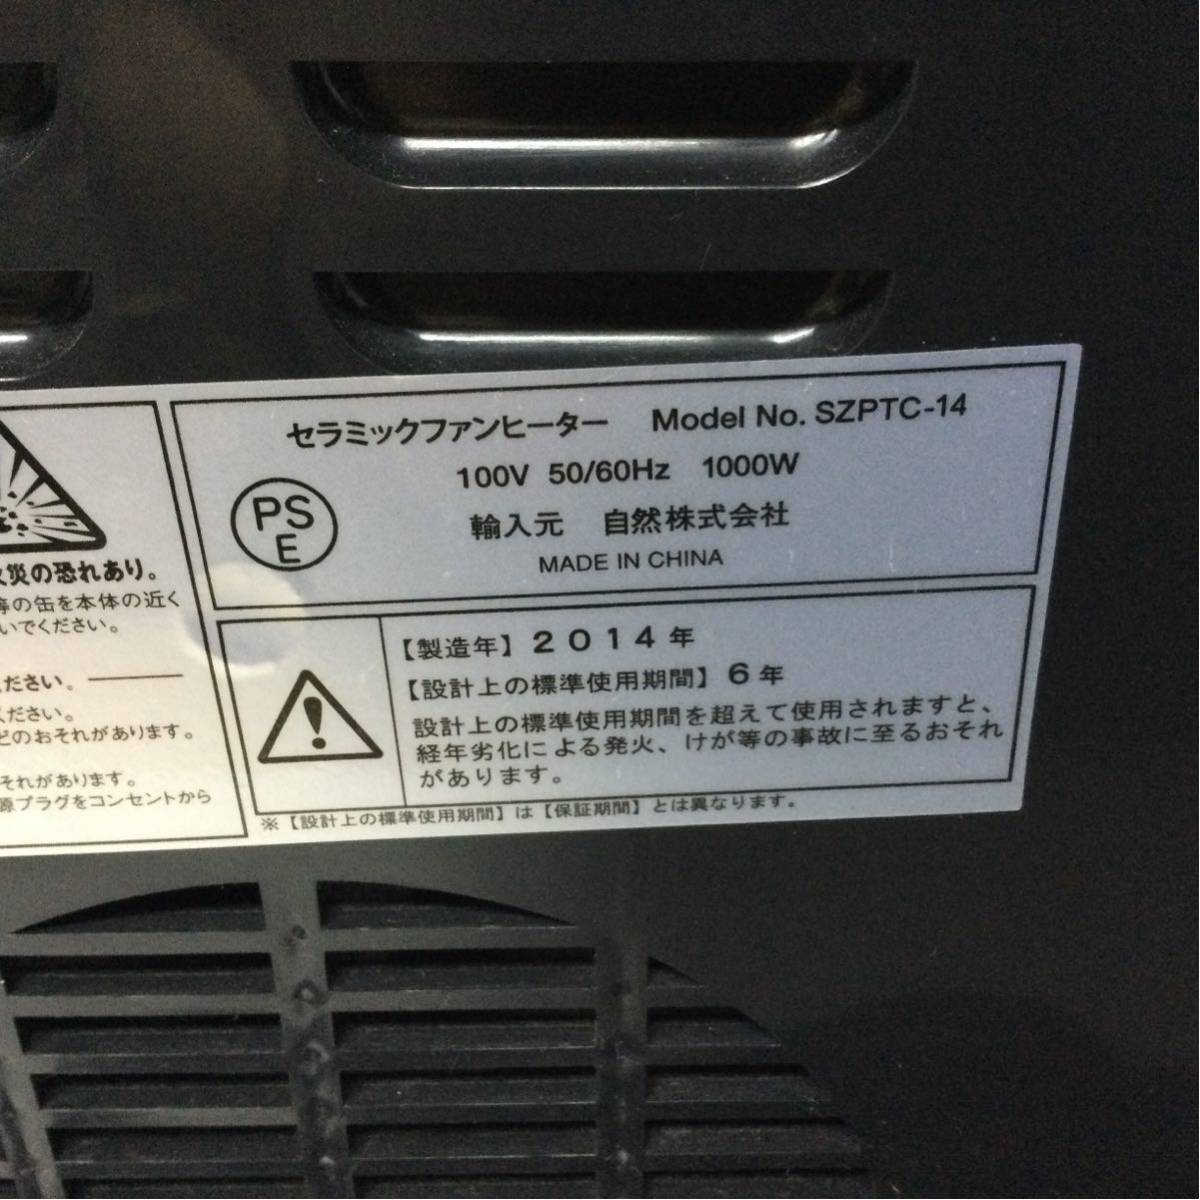 セラミックファンヒーター Model No. SZPTC-14
100V 50/60Hz 1000W
PS
E
輸入元 自然株式会社
MADE IN CHINA
【製造年】2014年
【設計上の標準使用期間】6年
設計上の標準使用期間を超えて使用されますと、
経年劣化による発火、けが等の事故に至るおそれ
があります。
※【設計上の標準使用期間】は【保証期間】とは異なります。
災の恐れあり。
等の缶を本体の近く
いでください。
ださい。
ください。
どのおそれがあります。
それがあります。
源プラグをコンセントから